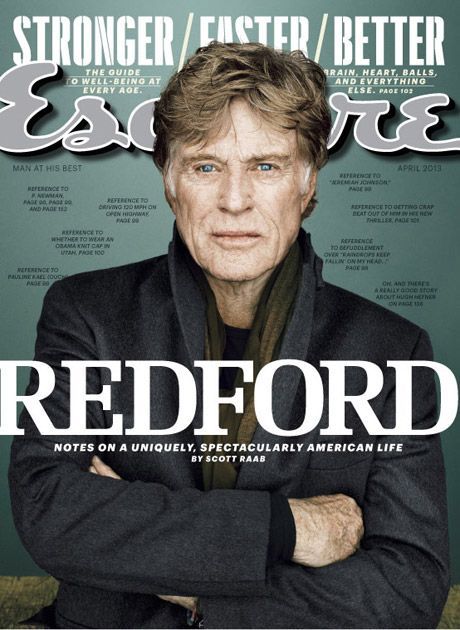 STRONGER/FASTER/BETTER
THE GUIDE
TO WELL-BEING AT
EVERY AGE.
BRAIN, HEART, BALLS,
AND EVERYTHING
ELSE. PAGE 102
Esquire
MAN AT HIS BEST
APRIL 2013
REFERENCE TO
P. NEWMAN,
PAGE 98, PAGE 99,
AND PAGE 152
REFERENCE TO
DRIVING 120 MPH ON
OPEN HIGHWAY,
PAGE 98
REFERENCE TO
WHETHER TO WEAR AN
OBAMA KNIT CAP IN
UTAH, PAGE 100
REFERENCE TO
PAULINE KAEL (OUCH),
PAGE 98
REFERENCE TO
"JEREMIAH JOHNSON,"
PAGE 98
REFERENCE TO GETTING CRAP
BEAT OUT OF HIM IN HIS NEW
THRILLER, PAGE 101
REFERENCE
TO BEFUDDLEMENT
OVER "RAINDROPS KEEP
FALLIN' ON MY HEAD..."
PAGE 98
OH, AND THERE'S
A REALLY GOOD STORY
ABOUT HUGH HEFNER
ON PAGE 136
REDFORD
NOTES ON A UNIQUELY, SPECTACULARLY AMERICAN LIFE
BY SCOTT RAAB